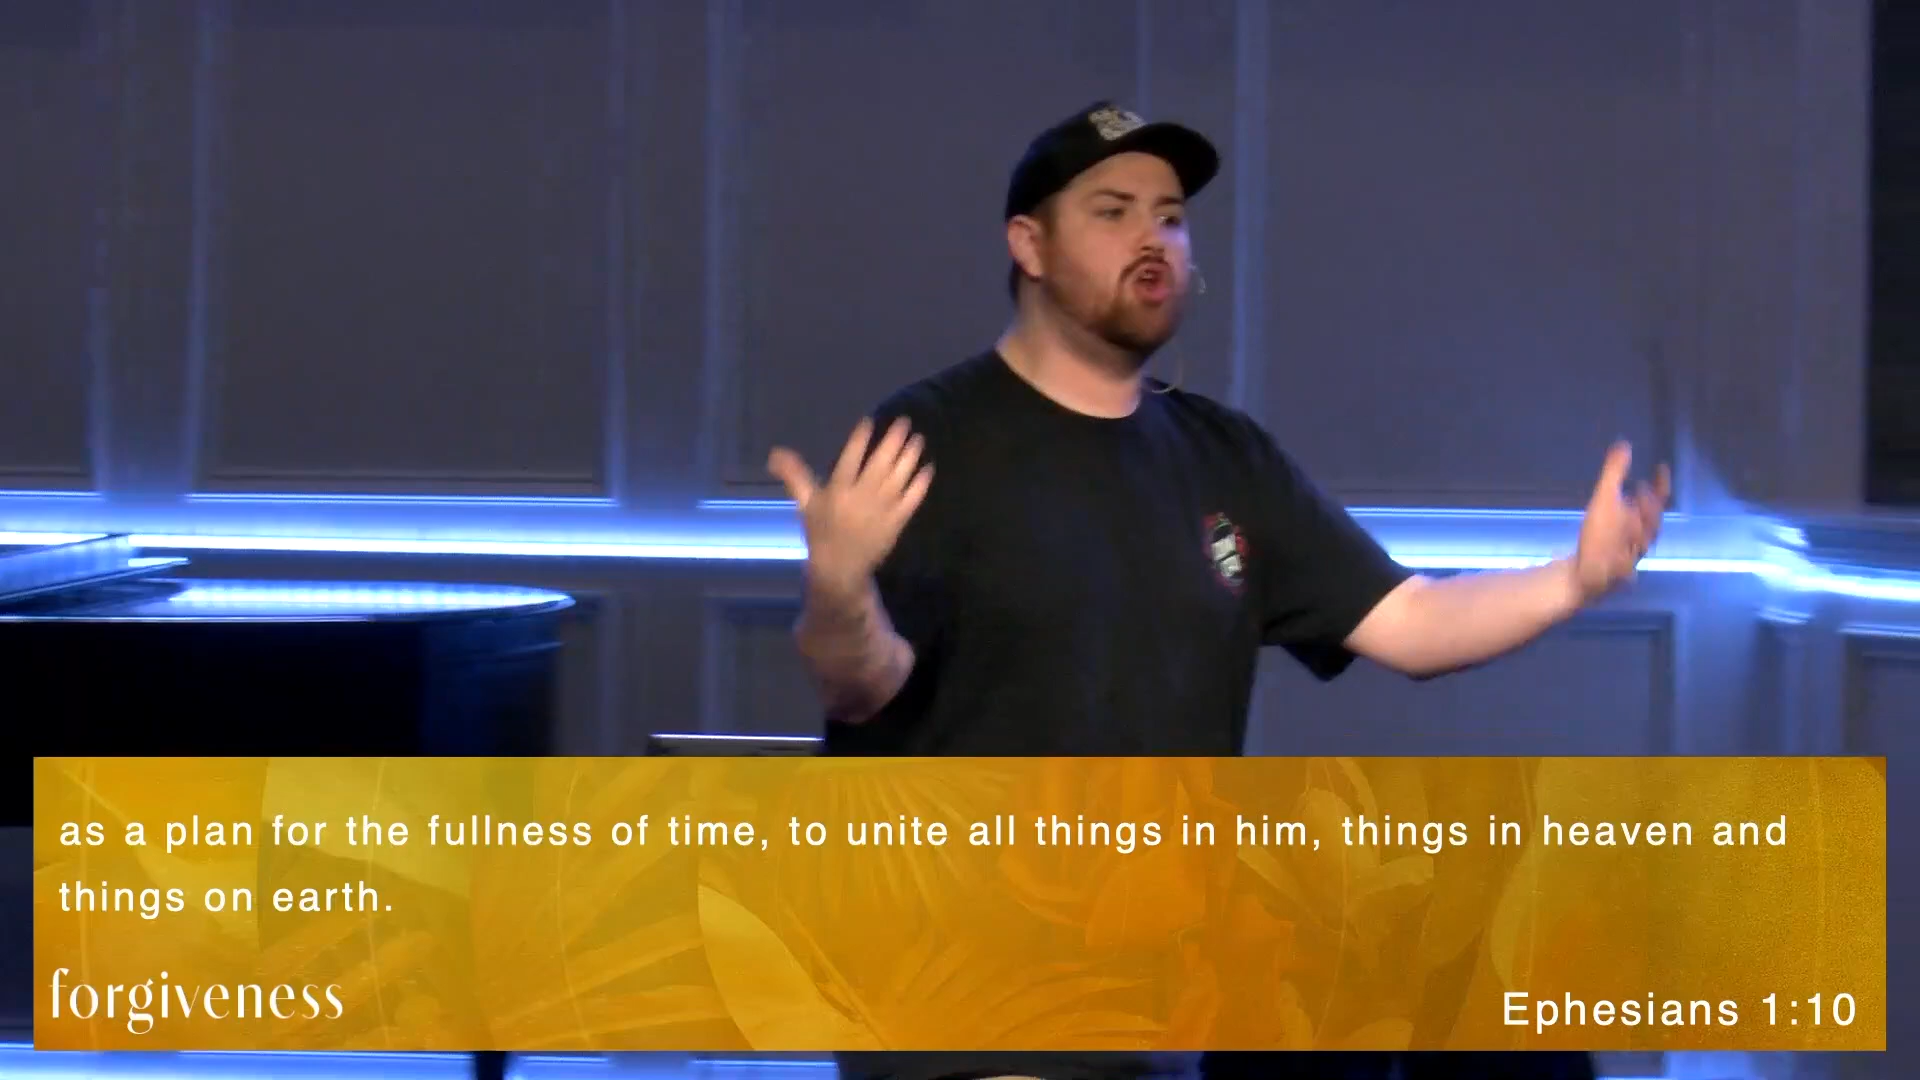 as a plan for the fullness of time, to unite all things in him, things in heaven and
things on earth.
forgiveness
Ephesians 1:10